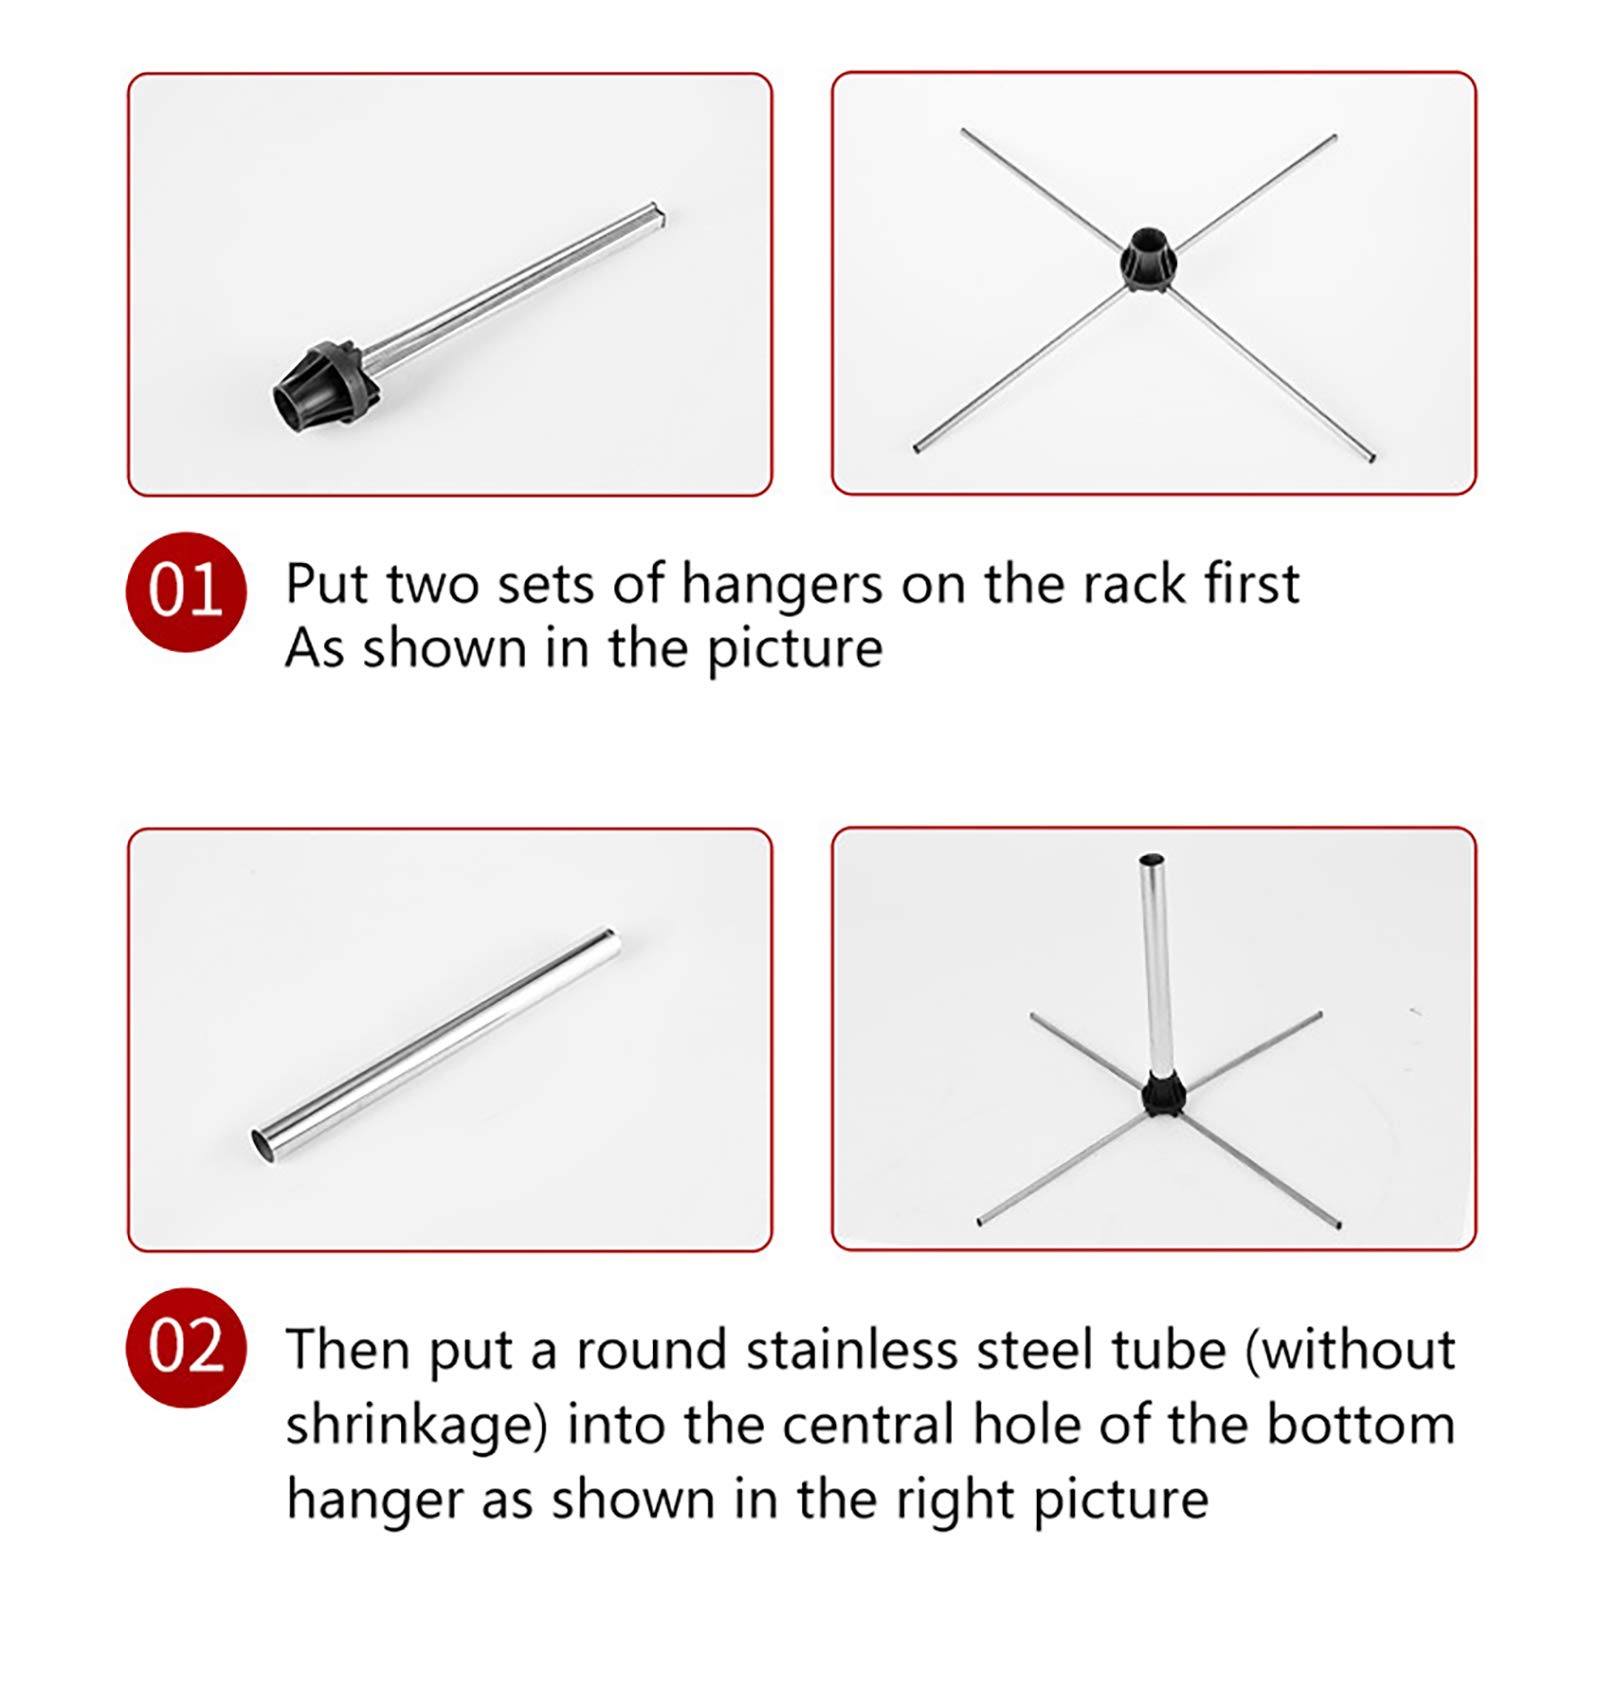 01
Put two sets of hangers on the rack first
As shown in the picture
02
Then put a round stainless steel tube (without
shrinkage) into the central hole of the bottom
hanger as shown in the right picture